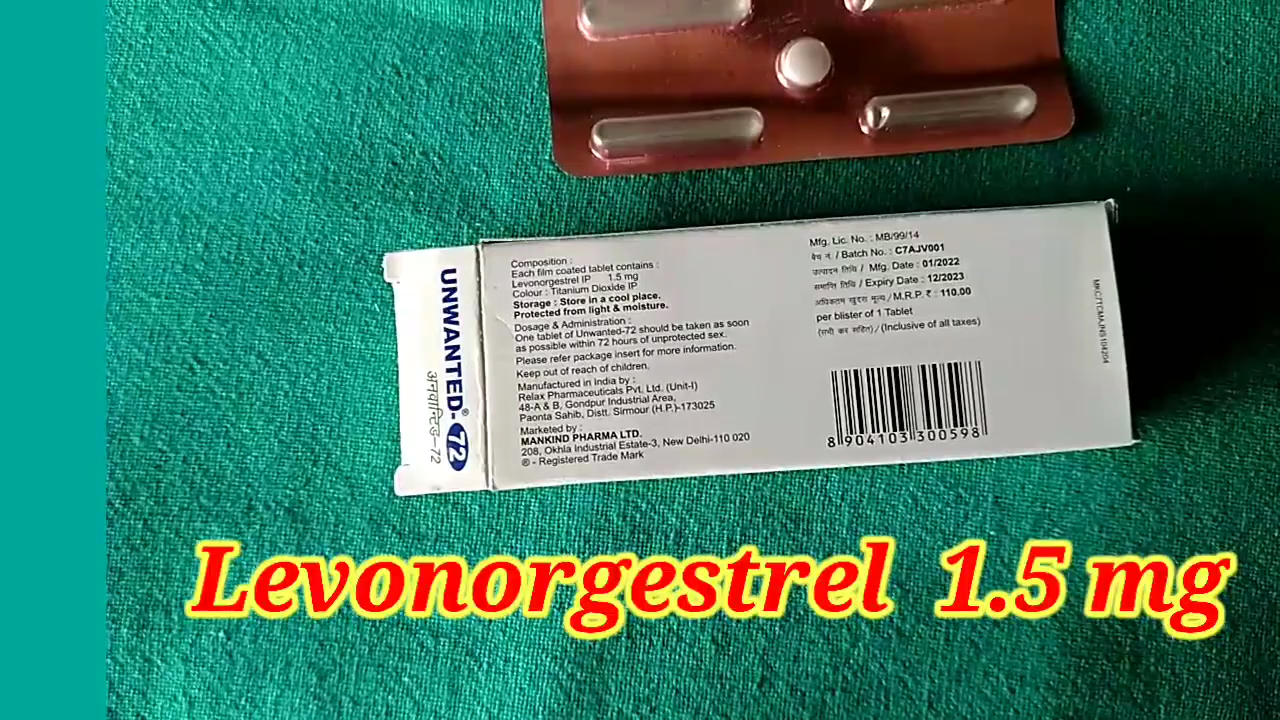 UNWANTED®-72
अनवान्टेड-72
Composition :
Each film coated tablet contains :
Levonorgestrel IP 1.5 mg
Colour : Titanium Dioxide IP
Storage : Store in a cool place.
Protected from light & moisture.
Dosage & Administration :
One tablet of Unwanted-72 should be taken as soon
as possible within 72 hours of unprotected sex.
Please refer package insert for more information.
Keep out of reach of children.
Manufactured in India by :
Relax Pharmaceuticals Pvt. Ltd. (Unit-I)
48-A & B, Gondpur Industrial Area,
Paonta Sahib, Distt. Sirmour (H.P.)-173025
Marketed by :
MANKIND PHARMA LTD.
208, Okhla Industrial Estate-3, New Delhi-110 020
® - Registered Trade Mark
Mfg. Lic. No. : MB/99/14
बैच नं. / Batch No. : C7AJV001
उत्पादन तिथि / Mfg. Date : 01/2022
समाप्ति तिथि / Expiry Date : 12/2023
अधिकतम खुदरा मूल्य / M.R.P. ₹ : 110.00
per blister of 1 Tablet
(सभी कर सहित) / (Inclusive of all taxes)
8 904103 300598
Levonorgestrel 1.5 mg